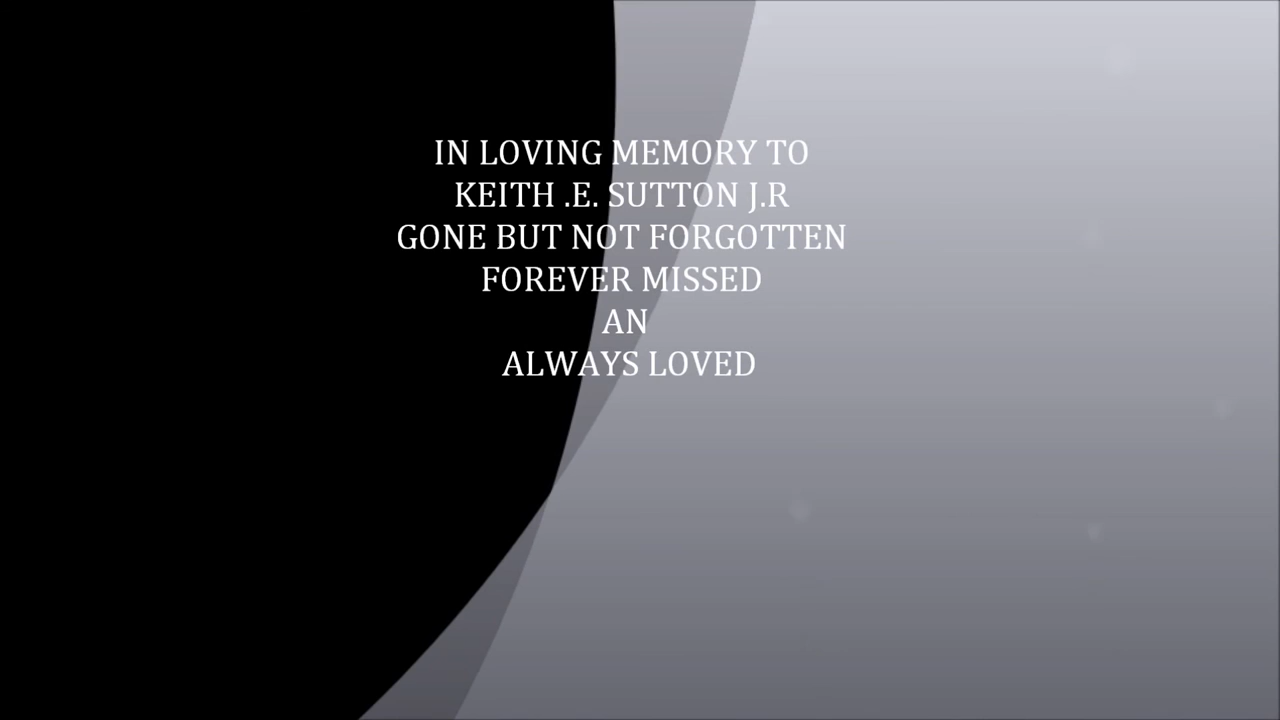 IN LOVING MEMORY TO
KEITH .E. SUTTON J.R
GONE BUT NOT FORGOTTEN
FOREVER MISSED
AN
ALWAYS LOVED